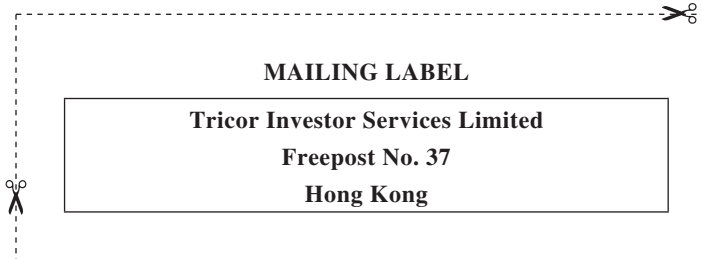 MAILING LABEL
Tricor Investor Services Limited
Freepost No. 37
Hong Kong